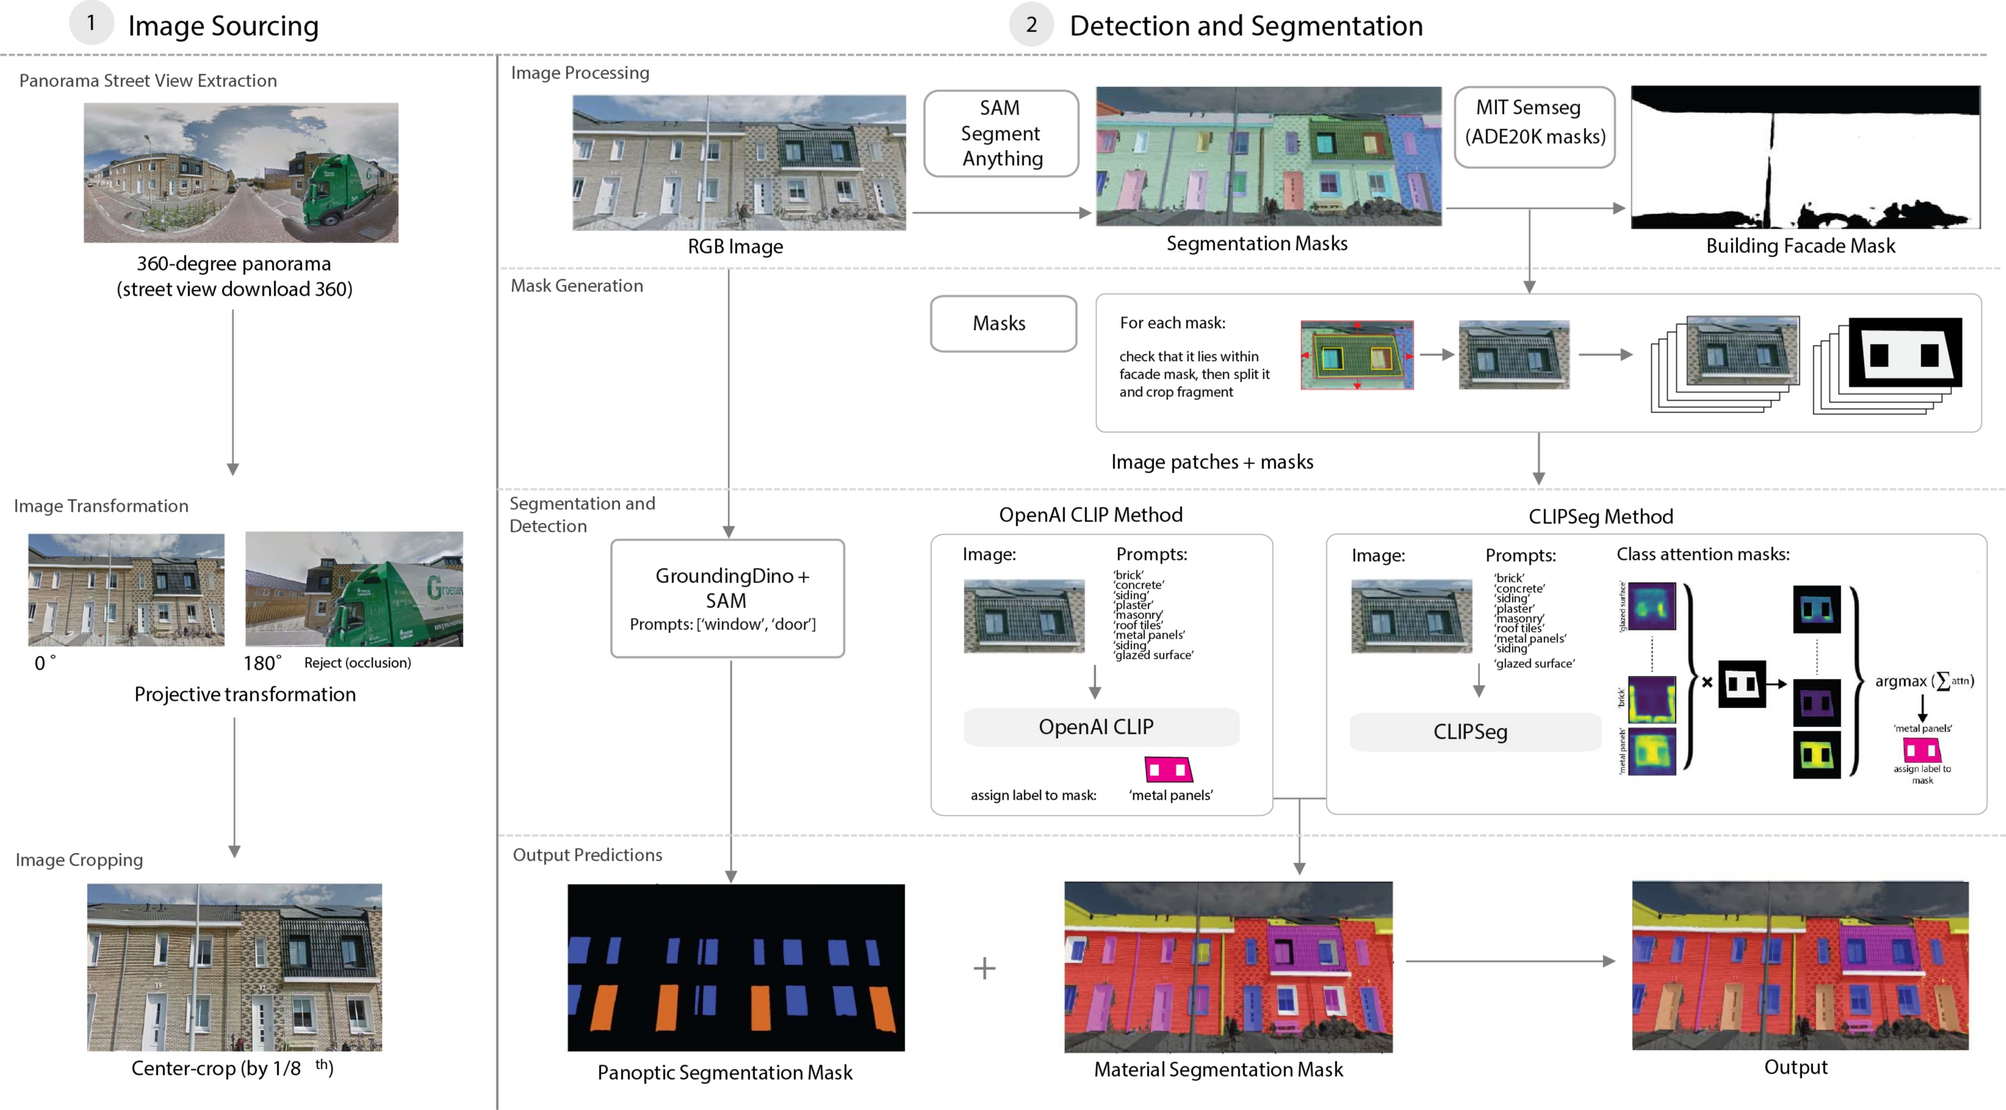 1 Image Sourcing
2 Detection and Segmentation
Panorama Street View Extraction
360-degree panorama
(street view download 360)
Image Transformation
0 °
180° Reject (occlusion)
Projective transformation
Image Cropping
Center-crop (by 1/8 th)
Image Processing
RGB Image
SAM
Segment
Anything
Segmentation Masks
MIT Semseg
(ADE20K masks)
Building Facade Mask
Mask Generation
Masks
For each mask:
check that it lies within
facade mask, then split it
and crop fragment
Image patches + masks
Segmentation and
Detection
GroundingDino +
SAM
Prompts: ['window', 'door']
OpenAI CLIP Method
Image:
Prompts:
'brick'
'concrete'
'siding'
'plaster'
'masonry'
'roof tiles'
'metal panels'
'siding'
'glazed surface'
OpenAI CLIP
assign label to mask: 'metal panels'
CLIPSeg Method
Image:
Prompts:
'brick'
'concrete'
'siding'
'plaster'
'masonry'
'roof tiles'
'metal panels'
'siding'
'glazed surface'
CLIPSeg
Class attention masks:
'glazed surface'
'brick'
'metal panels'
×
argmax (∑attn)
'metal panels'
assign label to
mask
Output Predictions
Panoptic Segmentation Mask
+
Material Segmentation Mask
Output